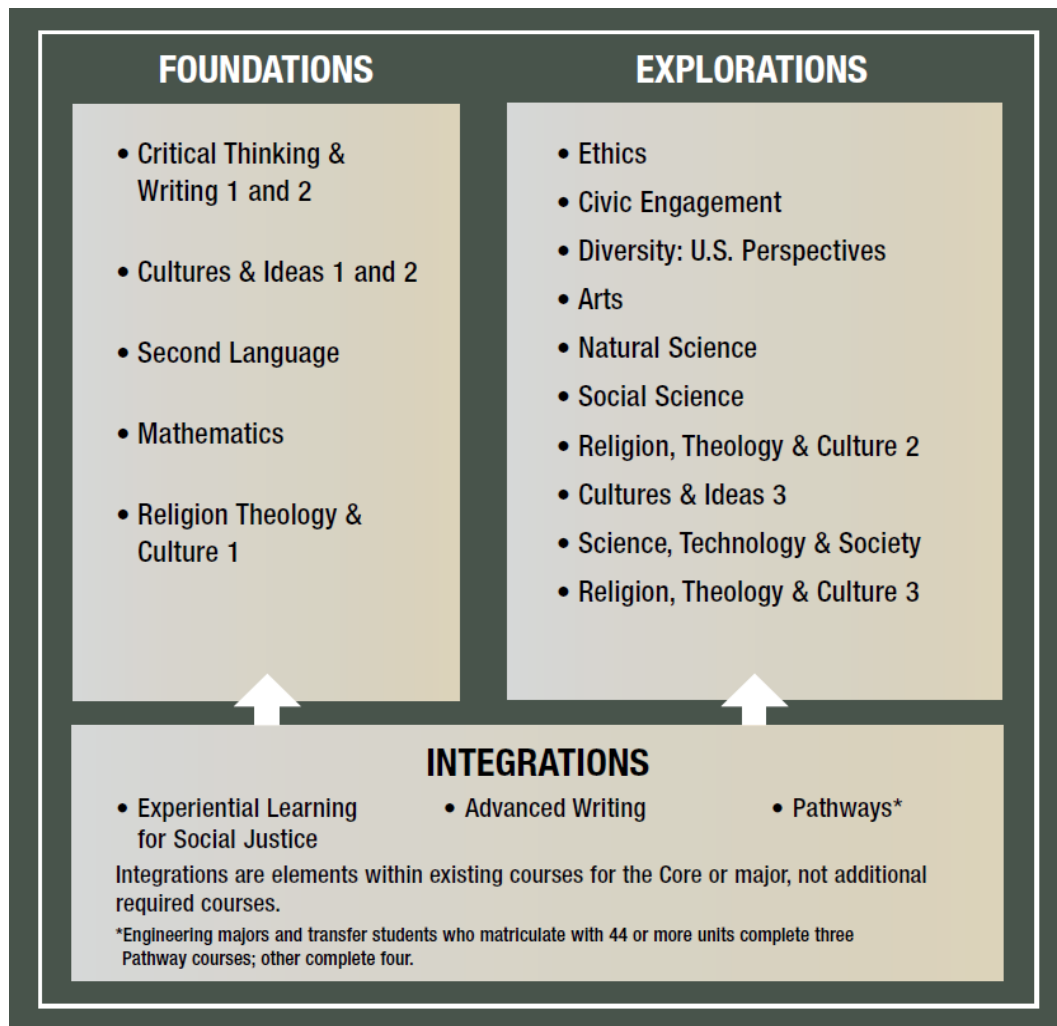 FOUNDATIONS
• Critical Thinking &
Writing 1 and 2
• Cultures & Ideas 1 and 2
• Second Language
• Mathematics
• Religion Theology &
Culture 1
EXPLORATIONS
• Ethics
• Civic Engagement
• Diversity: U.S. Perspectives
• Arts
• Natural Science
• Social Science
• Religion, Theology & Culture 2
• Cultures & Ideas 3
• Science, Technology & Society
• Religion, Theology & Culture 3
INTEGRATIONS
• Experiential Learning
for Social Justice
• Advanced Writing
• Pathways*
Integrations are elements within existing courses for the Core or major, not additional
required courses.
*Engineering majors and transfer students who matriculate with 44 or more units complete three
Pathway courses; other complete four.